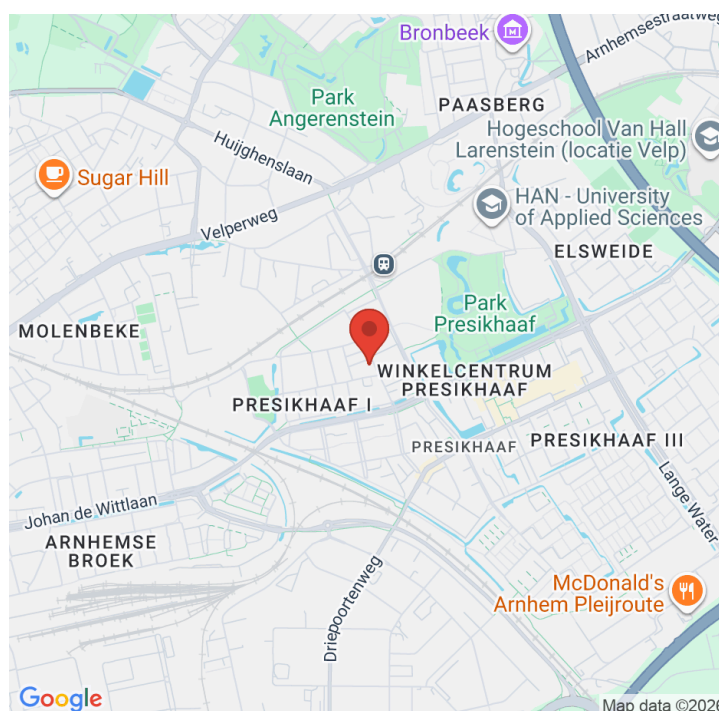 Bronbeek
Arnhemsestraatweg
Park
Angerenstein
PAASBERG
Huijghenslaan
Hogeschool Van Hall
Larenstein (locatie Velp)
Sugar Hill
HAN - University
of Applied Sciences
Velperweg
ELSWEIDE
Park
Presikhaaf
MOLENBEKE
WINKELCENTRUM
PRESIKHAAF
PRESIKHAAF I
PRESIKHAAF
PRESIKHAAF III
Lange Water
Johan de Wittlaan
ARNHEMSE
BROEK
Driepoortenweg
McDonald's
Arnhem Pleijroute
Google
Map data ©2026